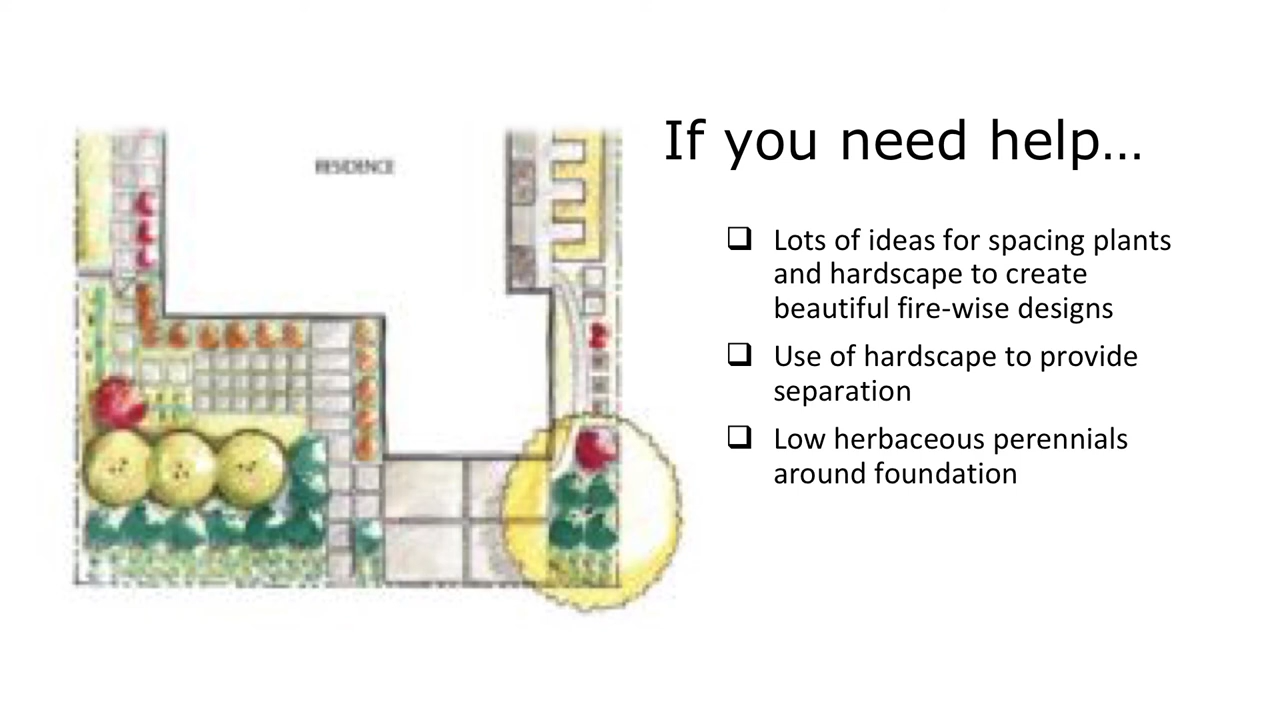 RESIDENCE
If you need help…
❑ Lots of ideas for spacing plants
and hardscape to create
beautiful fire-wise designs
❑ Use of hardscape to provide
separation
❑ Low herbaceous perennials
around foundation